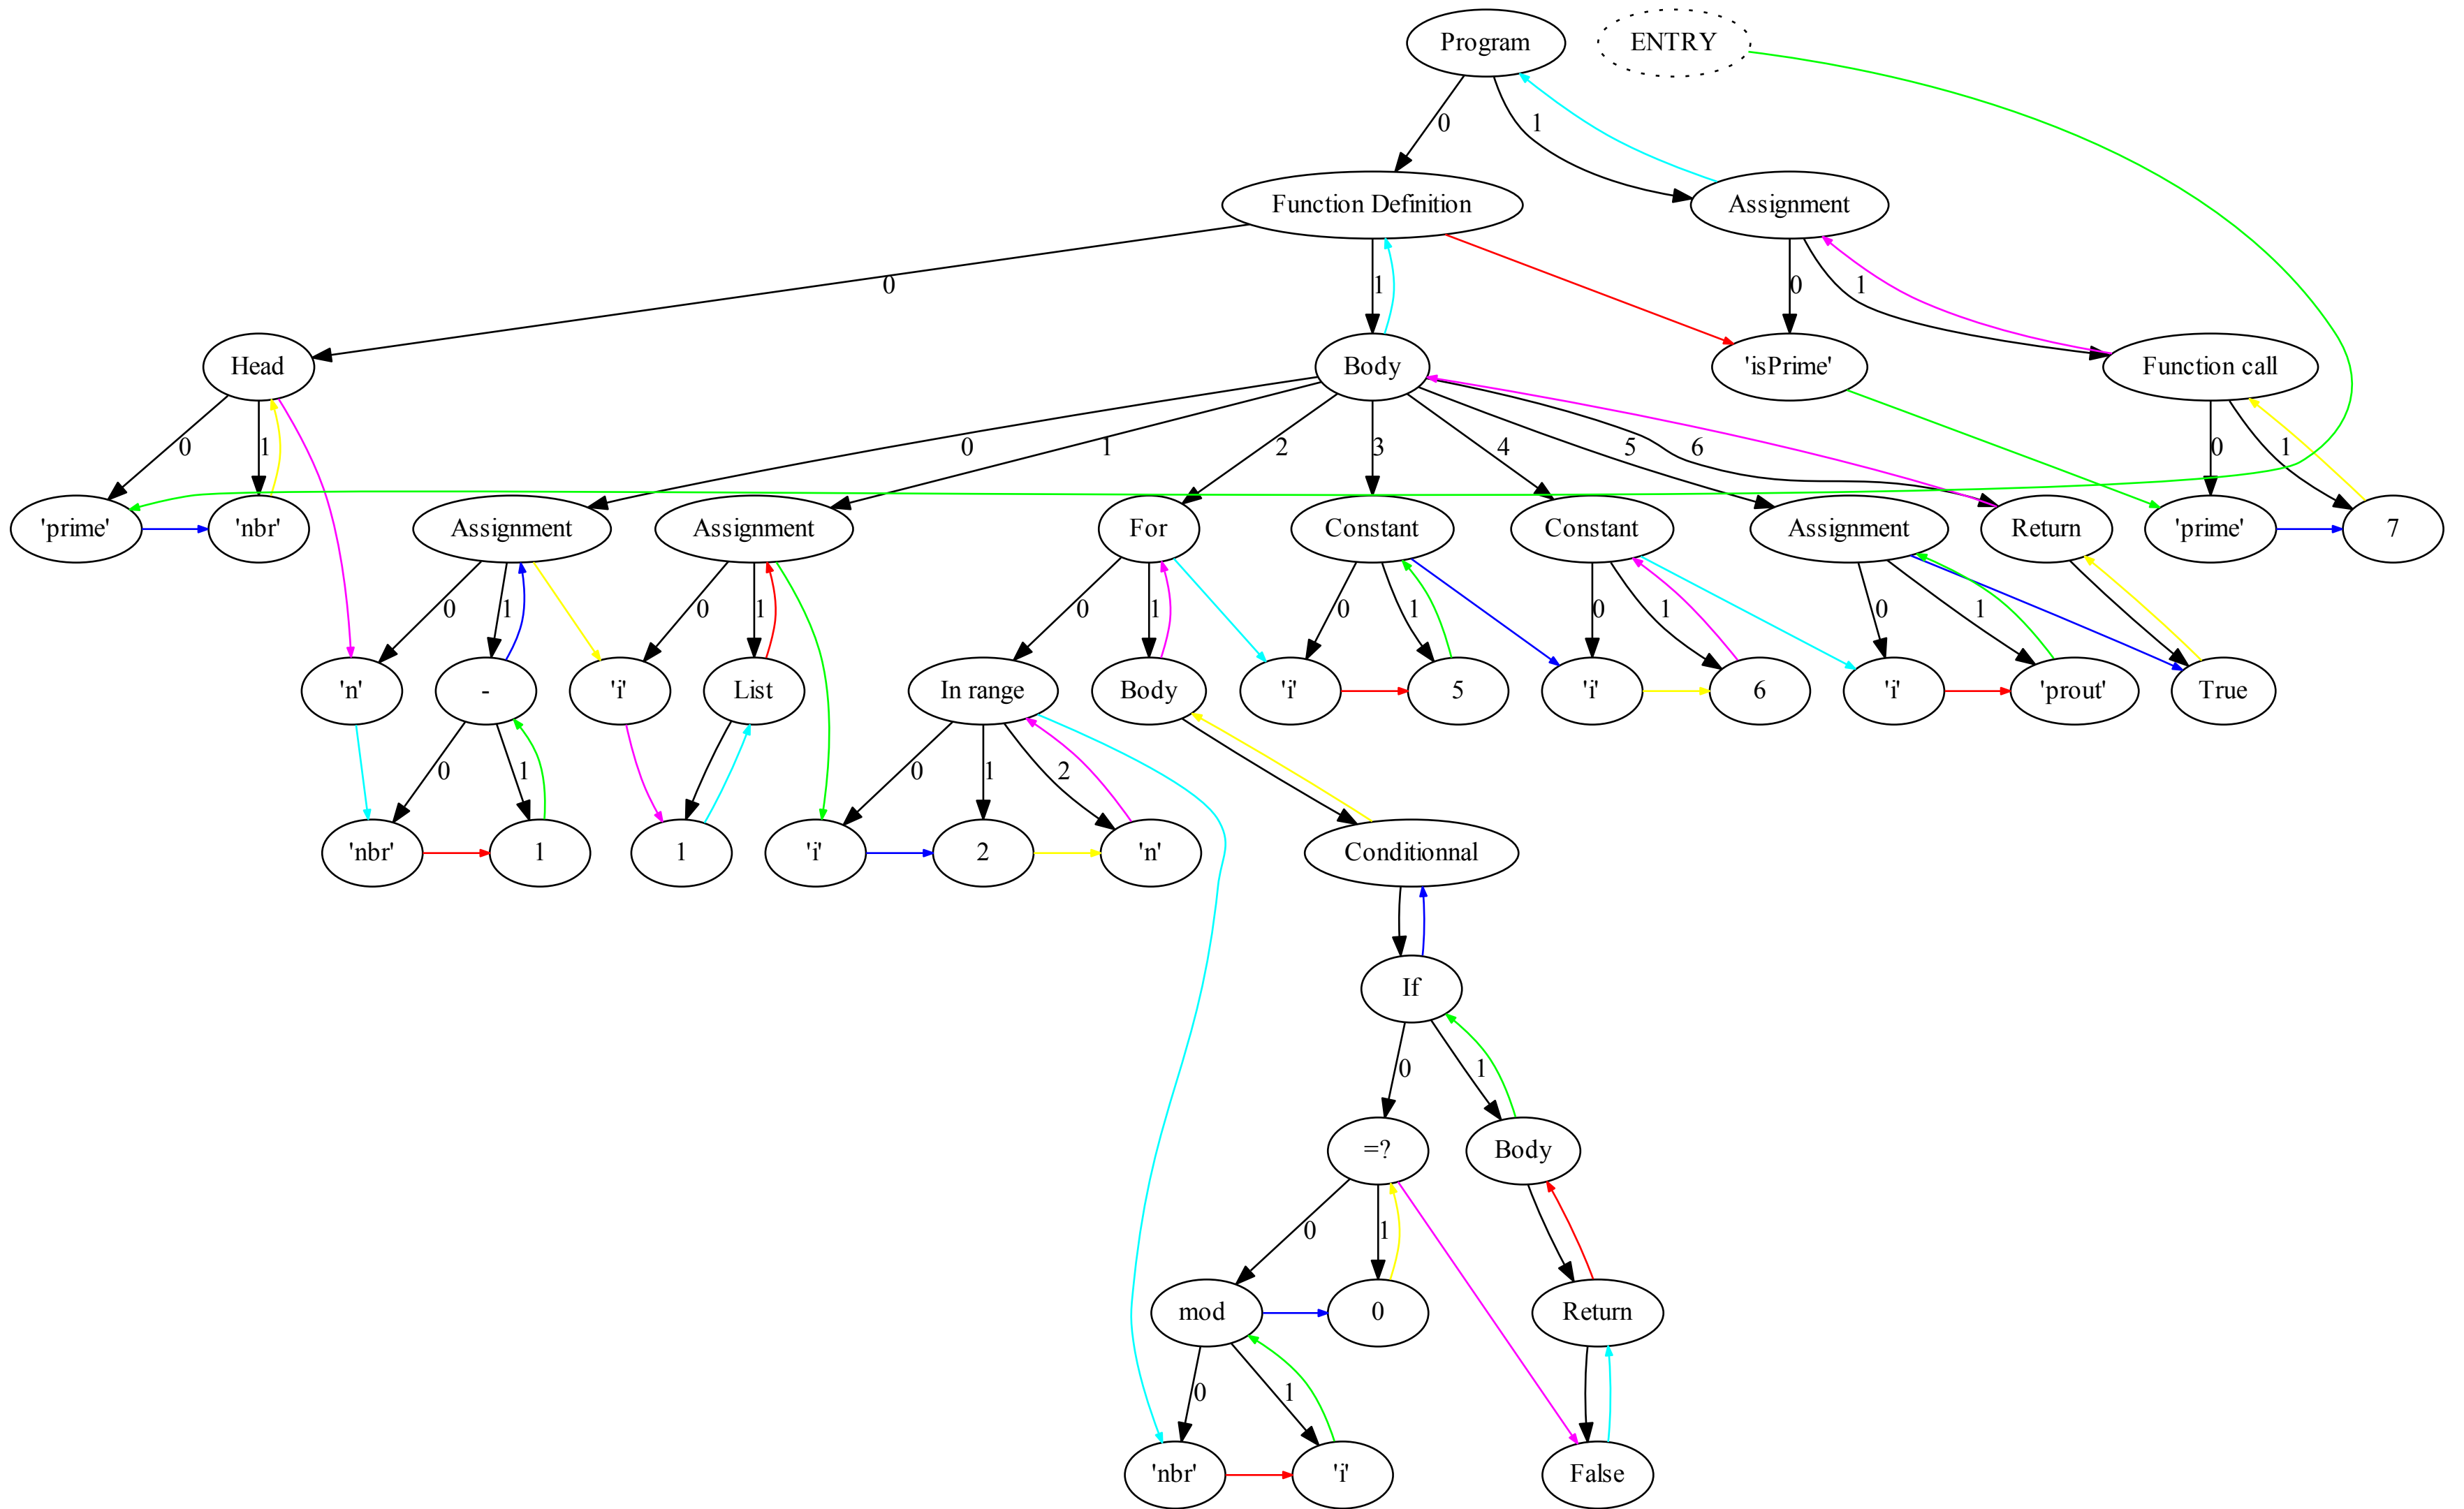 Program
ENTRY
0
1
Function Definition
Assignment
0
1
0
1
Head
Body
'isPrime'
Function call
0
1
0
1
2
3
4
5
6
0
1
'prime'
'nbr'
Assignment
Assignment
For
Constant
Constant
Assignment
Return
'prime'
7
0
1
0
1
0
1
0
1
0
1
0
1
'n'
-
'i'
List
In range
Body
'i'
5
'i'
6
'i'
'prout'
True
0
1
0
1
2
'nbr'
1
1
'i'
2
'n'
Conditionnal
If
0
1
=?
Body
0
1
mod
0
Return
0
1
'nbr'
'i'
False